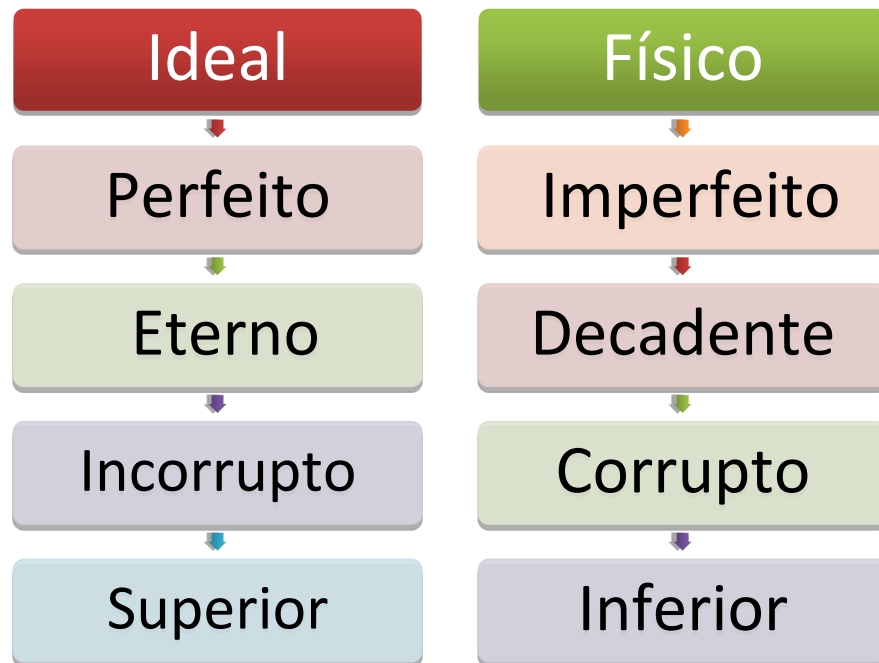 Ideal
Perfeito
Eterno
Incorrupto
Superior
Físico
Imperfeito
Decadente
Corrupto
Inferior